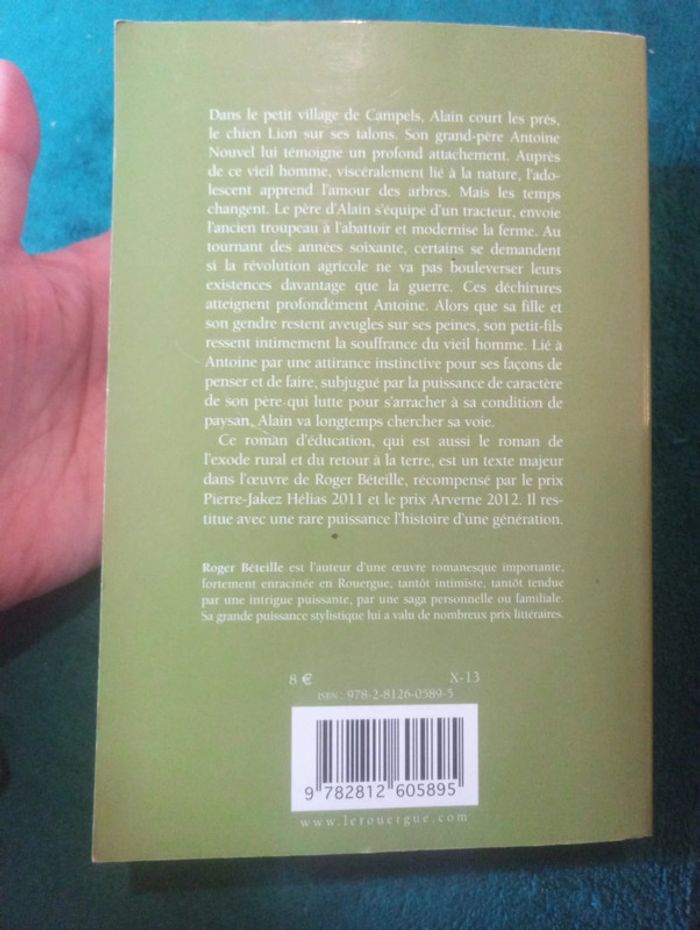 Dans le petit village de Campels, Alain court les prés,
le chien Lion sur ses talons. Son grand-père Antoine
Nouvel lui témoigne un profond attachement. Auprès
de ce vieil homme, viscéralement lié à la nature, l'ado-
lescent apprend l'amour des arbres. Mais les temps
changent. Le père d'Alain s'équipe d'un tracteur, envoie
l'ancien troupeau à l'abattoir et modernise la ferme. Au
tournant des années soixante, certains se demandent
si la révolution agricole ne va pas bouleverser leurs
existences davantage que la guerre. Ces déchirures
atteignent profondément Antoine. Alors que sa fille et
son gendre restent aveugles sur ses peines, son petit-fils
ressent intimement la souffrance du vieil homme. Lié à
Antoine par une attirance instinctive pour ses façons de
penser et de faire, subjugué par la puissance de caractère
de son père qui lutte pour s'arracher à sa condition de
paysan, Alain va longtemps chercher sa voie.
Ce roman d'éducation, qui est aussi le roman de
l'exode rural et du retour à la terre, est un texte majeur
dans l'œuvre de Roger Béteille, récompensé par le prix
Pierre-Jakez Hélias 2011 et le prix Arverne 2012. Il res-
titue avec une rare puissance l'histoire d'une génération.
Roger Béteille est l'auteur d'une œuvre romanesque importante,
fortement enracinée en Rouergue, tantôt intimiste, tantôt tendue
par une intrigue puissante, par une saga personnelle ou familiale.
Sa grande puissance stylistique lui a valu de nombreux prix littéraires.
8 € X-13
ISBN : 978-2-8126-0589-5
9 782812 605895
www.lerouergue.com